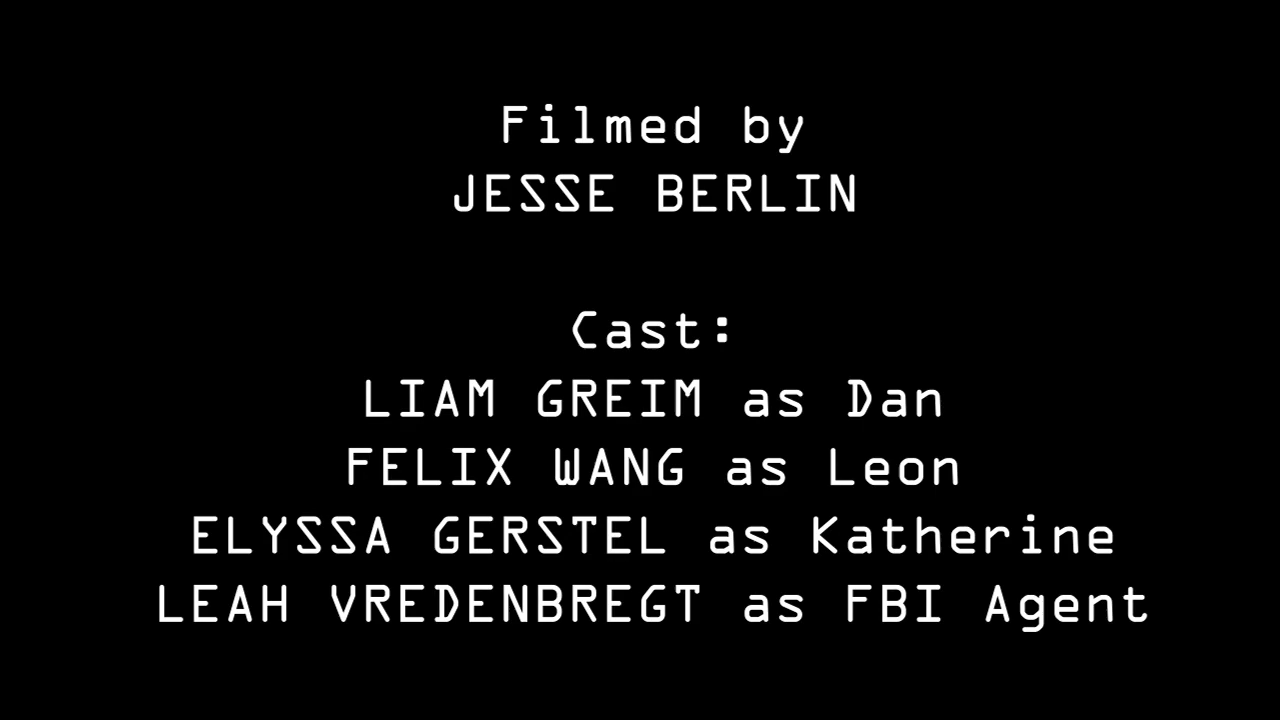 Filmed by
JESSE BERLIN
Cast:
LIAM GREIM as Dan
FELIX WANG as Leon
ELYSSA GERSTEL as Katherine
LEAH VREDENBREGT as FBI Agent